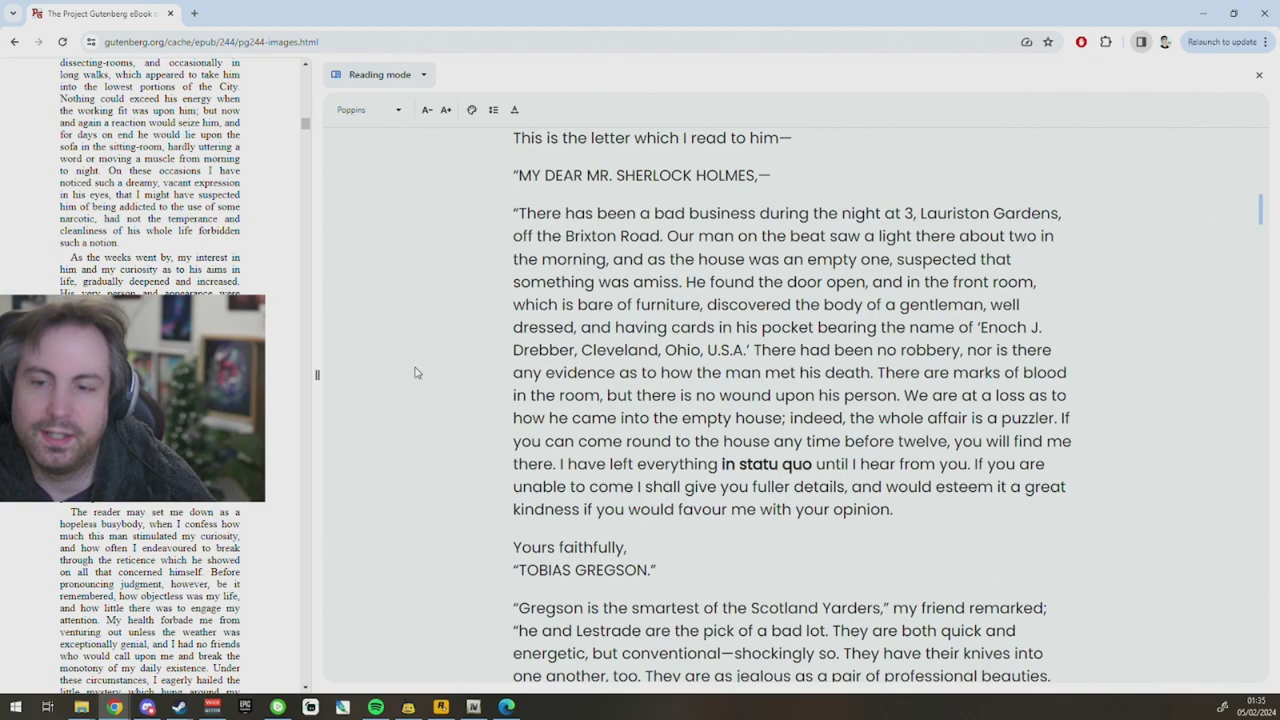 The Project Gutenberg eBook o
gutenberg.org/cache/epub/244/pg244-images.html
Relaunch to update
dissecting-rooms, and occasionally in
long walks, which appeared to take him
into the lowest portions of the City.
Nothing could exceed his energy when
the working fit was upon him; but now
and again a reaction would seize him, and
for days on end he would lie upon the
sofa in the sitting-room, hardly uttering a
word or moving a muscle from morning
to night. On these occasions I have
noticed such a dreamy, vacant expression
in his eyes, that I might have suspected
him of being addicted to the use of some
narcotic, had not the temperance and
cleanliness of his whole life forbidden
such a notion.
As the weeks went by, my interest in
him and my curiosity as to his aims in
life, gradually deepened and increased.
His very person and appearance were
The reader may set me down as a
hopeless busybody, when I confess how
much this man stimulated my curiosity,
and how often I endeavoured to break
through the reticence which he showed
on all that concerned himself. Before
pronouncing judgment, however, be it
remembered, how objectless was my life,
and how little there was to engage my
attention. My health forbade me from
venturing out unless the weather was
exceptionally genial, and I had no friends
who would call upon me and break the
monotony of my daily existence. Under
these circumstances, I eagerly hailed the
little mystery which hung around my
Reading mode
Poppins
A- A+
This is the letter which I read to him—
“MY DEAR MR. SHERLOCK HOLMES,—
“There has been a bad business during the night at 3, Lauriston Gardens,
off the Brixton Road. Our man on the beat saw a light there about two in
the morning, and as the house was an empty one, suspected that
something was amiss. He found the door open, and in the front room,
which is bare of furniture, discovered the body of a gentleman, well
dressed, and having cards in his pocket bearing the name of ‘Enoch J.
Drebber, Cleveland, Ohio, U.S.A.’ There had been no robbery, nor is there
any evidence as to how the man met his death. There are marks of blood
in the room, but there is no wound upon his person. We are at a loss as to
how he came into the empty house; indeed, the whole affair is a puzzler. If
you can come round to the house any time before twelve, you will find me
there. I have left everything in statu quo until I hear from you. If you are
unable to come I shall give you fuller details, and would esteem it a great
kindness if you would favour me with your opinion.
Yours faithfully,
“TOBIAS GREGSON.”
“Gregson is the smartest of the Scotland Yarders,” my friend remarked;
“he and Lestrade are the pick of a bad lot. They are both quick and
energetic, but conventional—shockingly so. They have their knives into
one another, too. They are as jealous as a pair of professional beauties.
01:35
05/02/2024